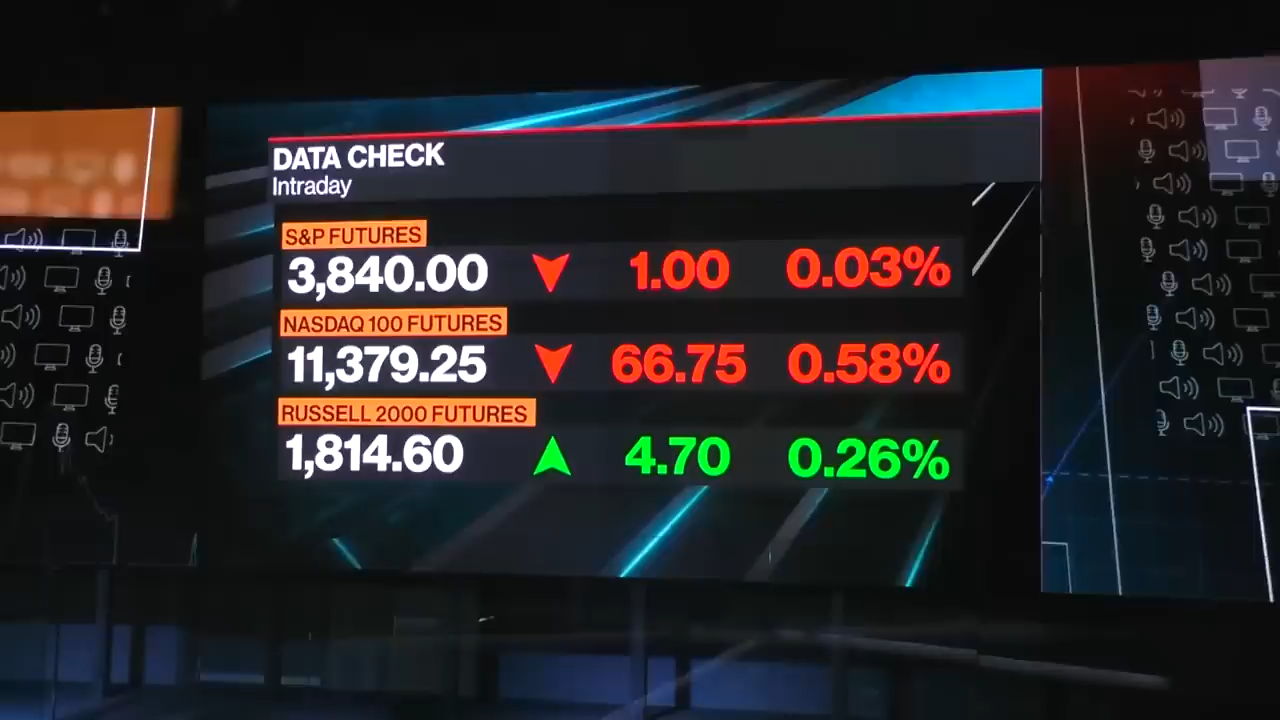 DATA CHECK
Intraday
S&P FUTURES
3,840.00 1.00 0.03%
NASDAQ 100 FUTURES
11,379.25 66.75 0.58%
RUSSELL 2000 FUTURES
1,814.60 4.70 0.26%